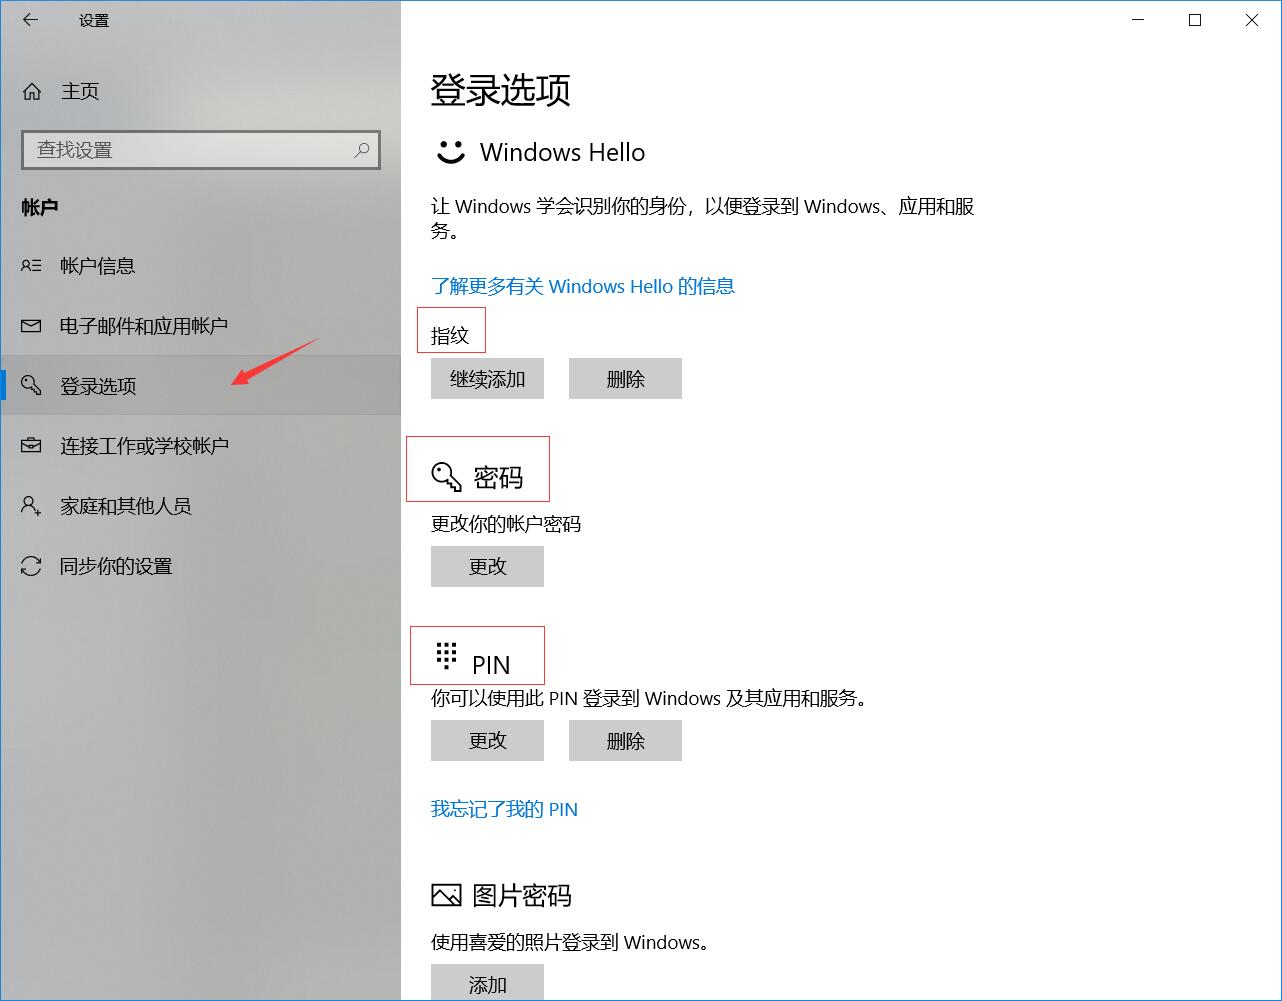 设置
主页
查找设置
帐户
帐户信息
电子邮件和应用帐户
登录选项
连接工作或学校帐户
家庭和其他人员
同步你的设置
登录选项
Windows Hello
让 Windows 学会识别你的身份，以便登录到 Windows、应用和服
务。
了解更多有关 Windows Hello 的信息
指纹
继续添加 删除
密码
更改你的帐户密码
更改
PIN
你可以使用此 PIN 登录到 Windows 及其应用和服务。
更改 删除
我忘记了我的 PIN
图片密码
使用喜爱的照片登录到 Windows。
添加